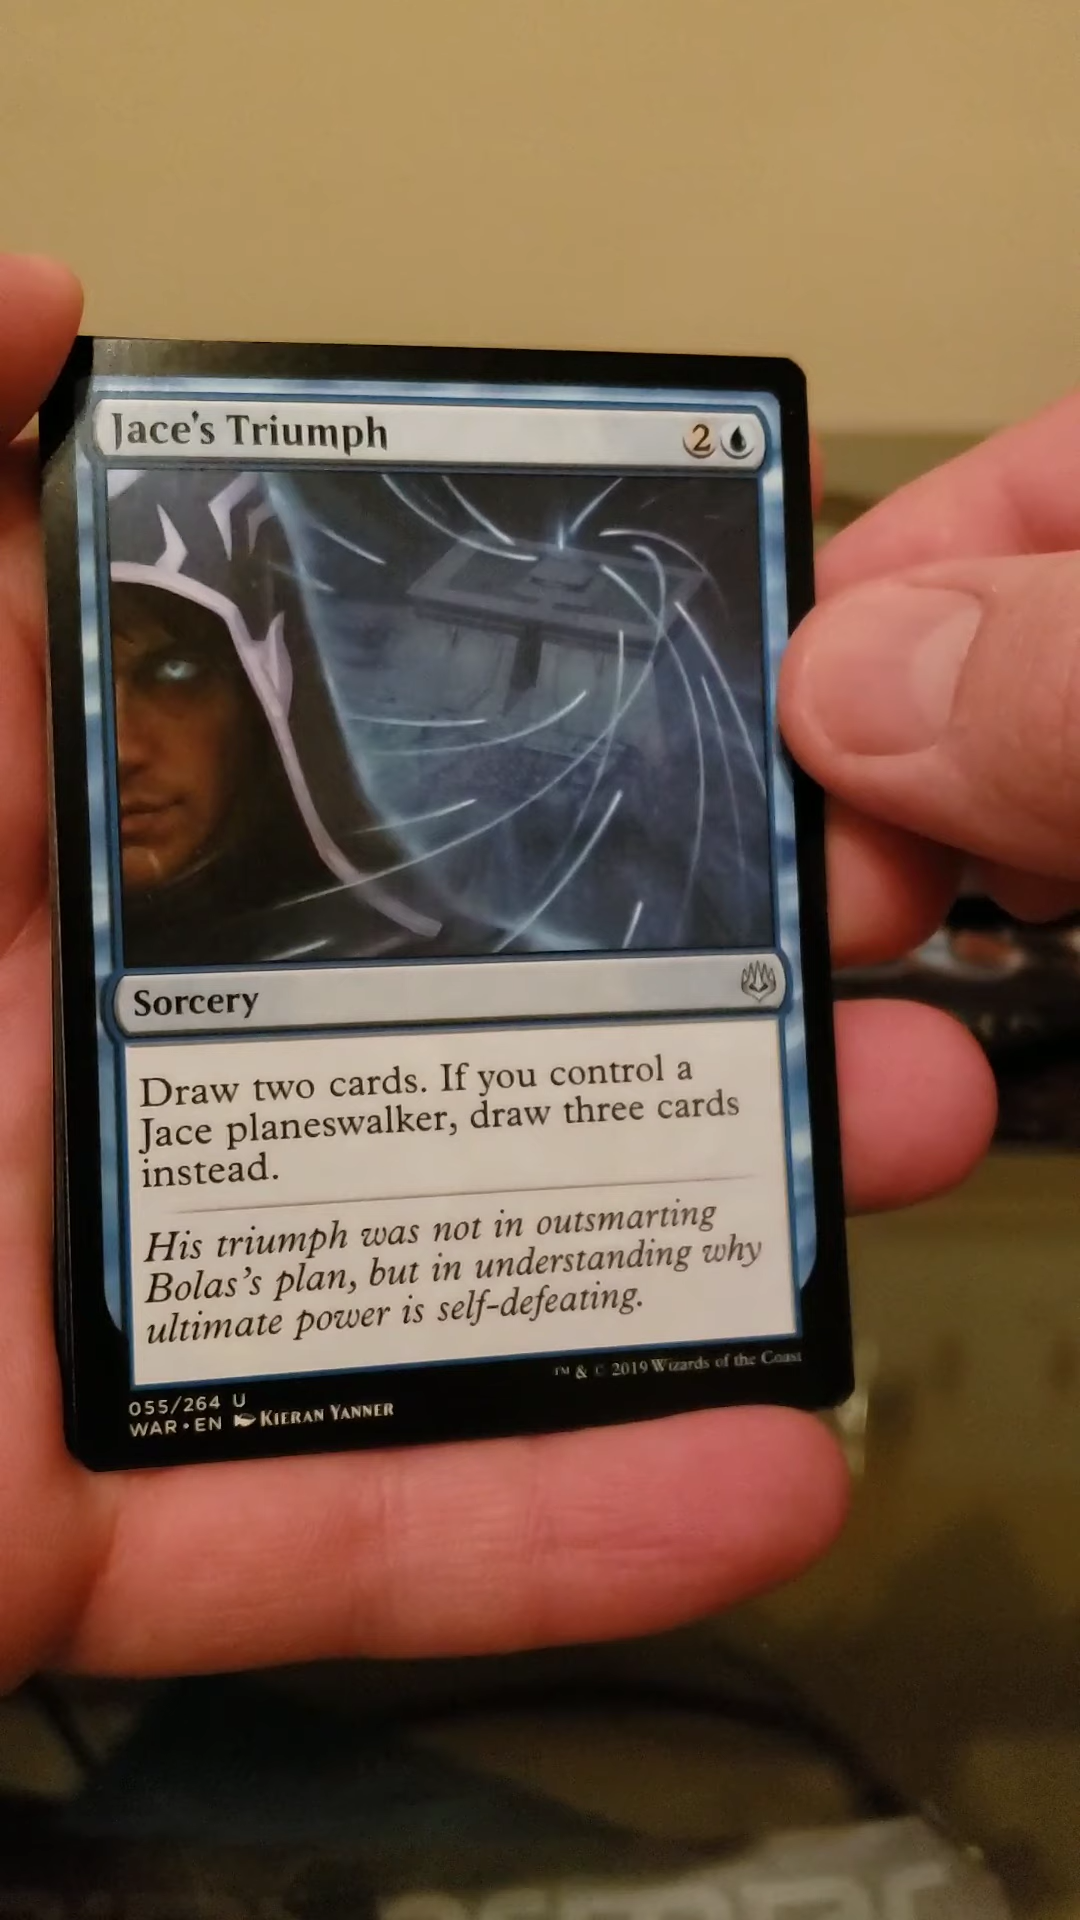 Jace's Triumph 2
Sorcery
Draw two cards. If you control a
Jace planeswalker, draw three cards
instead.
His triumph was not in outsmarting
Bolas's plan, but in understanding why
ultimate power is self-defeating.
055/264 U
WAR • EN KIERAN YANNER
™ & © 2019 Wizards of the Coast